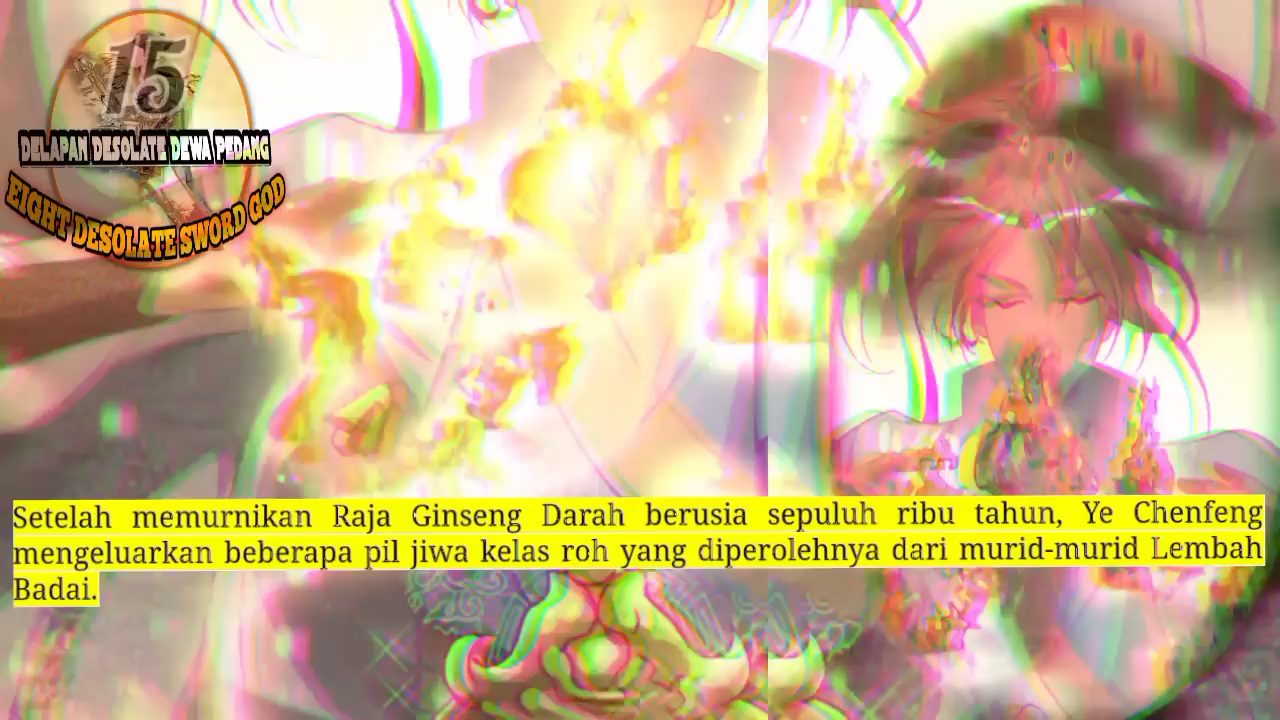 15
DELAPAN DESOLATE DEWA PEDANG
EIGHT DESOLATE SWORD GOD
Setelah memurnikan Raja Ginseng Darah berusia sepuluh ribu tahun, Ye Chenfeng
mengeluarkan beberapa pil jiwa kelas roh yang diperolehnya dari murid-murid Lembah
Badai.